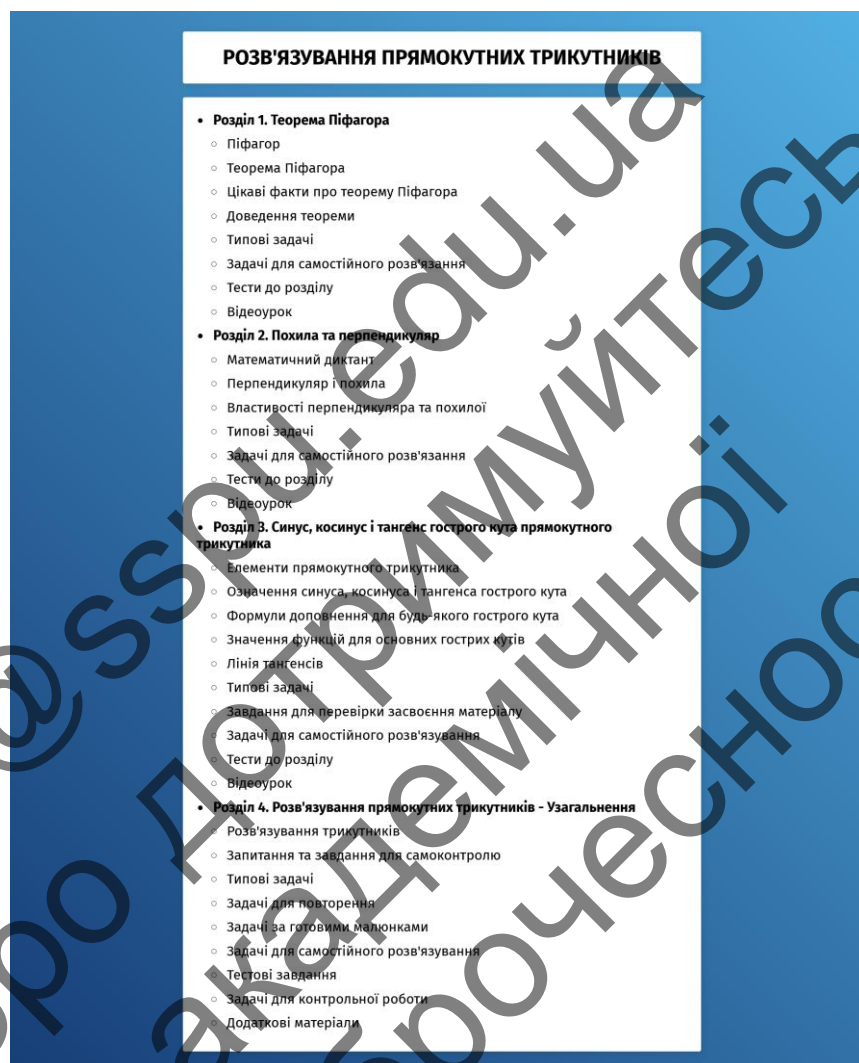 РОЗВ'ЯЗУВАННЯ ПРЯМОКУТНИХ ТРИКУТНИКІВ
• Розділ 1. Теорема Піфагора
◦ Піфагор
◦ Теорема Піфагора
◦ Цікаві факти про теорему Піфагора
◦ Доведення теореми
◦ Типові задачі
◦ Задачі для самостійного розв'язання
◦ Тести до розділу
◦ Відеоурок
• Розділ 2. Похила та перпендикуляр
◦ Математичний диктант
◦ Перпендикуляр і похила
◦ Властивості перпендикуляра та похилої
◦ Типові задачі
◦ Задачі для самостійного розв'язання
◦ Тести до розділу
◦ Відеоурок
• Розділ 3. Синус, косинус і тангенс гострого кута прямокутного
трикутника
◦ Елементи прямокутного трикутника
◦ Означення синуса, косинуса і тангенса гострого кута
◦ Формули доповнення для будь-якого гострого кута
◦ Значення функцій для основних гострих кутів
◦ Лінія тангенсів
◦ Типові задачі
◦ Завдання для перевірки засвоєння матеріалу
◦ Задачі для самостійного розв'язування
◦ Тести до розділу
◦ Відеоурок
• Розділ 4. Розв'язування прямокутних трикутників - Узагальнення
◦ Розв'язування трикутників
◦ Запитання та завдання для самоконтролю
◦ Типові задачі
◦ Задачі для повторення
◦ Задачі за готовими малюнками
◦ Задачі для самостійного розв'язування
◦ Тестові завдання
◦ Задачі для контрольної роботи
◦ Додаткові матеріали
@sspu.edu.ua
дотримуйтесь
академічної